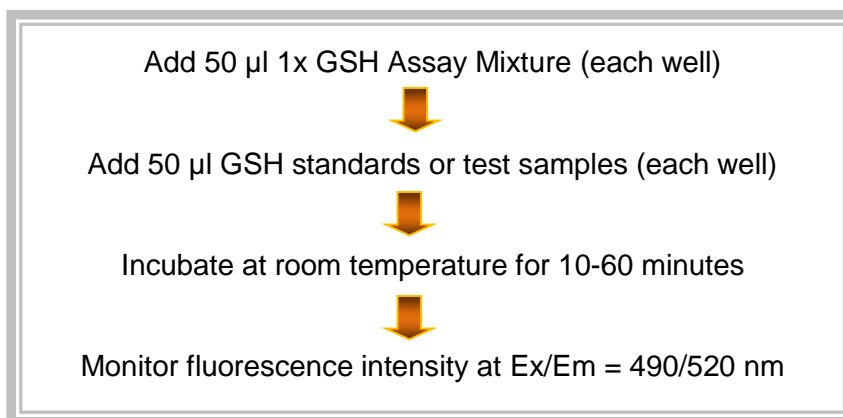 Add 50 µl 1x GSH Assay Mixture (each well)
Add 50 µl GSH standards or test samples (each well)
Incubate at room temperature for 10-60 minutes
Monitor fluorescence intensity at Ex/Em = 490/520 nm